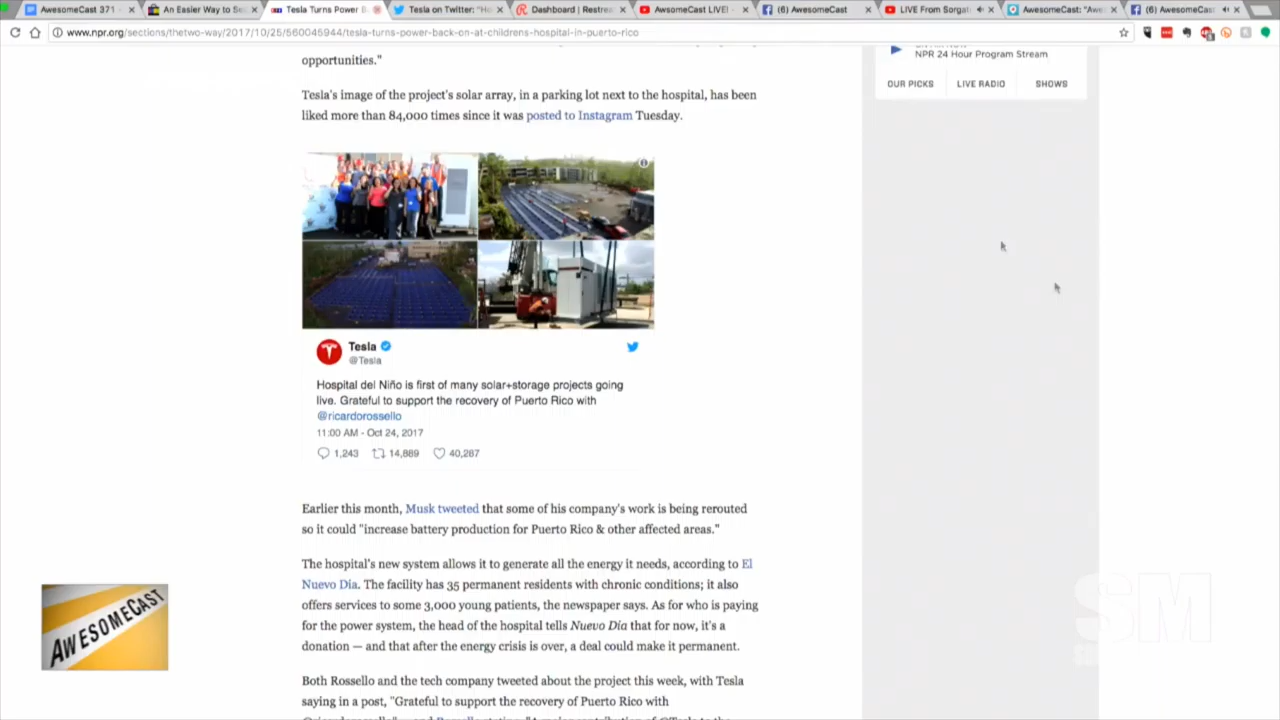 AwesomeCast 371 -
An Easier Way to Se
Tesla Turns Power B
Tesla on Twitter: "Ho
Dashboard | Restrea
AwsomeCast LIVE! -
(6) AwesomeCast
LIVE From Sorgat
AwesomeCast: "Awe
(6) AwesomeCast
www.npr.org/sections/thetwo-way/2017/10/25/560045944/tesla-turns-power-back-on-at-childrens-hospital-in-puerto-rico
opportunities."
NPR 24 Hour Program Stream
OUR PICKS LIVE RADIO SHOWS
Tesla's image of the project's solar array, in a parking lot next to the hospital, has been
liked more than 84,000 times since it was posted to Instagram Tuesday.
Tesla
@Tesla
Hospital del Niño is first of many solar+storage projects going
live. Grateful to support the recovery of Puerto Rico with
@ricardorossello
11:00 AM - Oct 24, 2017
1,243 14,889 40,287
Earlier this month, Musk tweeted that some of his company's work is being rerouted
so it could "increase battery production for Puerto Rico & other affected areas."
The hospital's new system allows it to generate all the energy it needs, according to El
Nuevo Dia. The facility has 35 permanent residents with chronic conditions; it also
offers services to some 3,000 young patients, the newspaper says. As for who is paying
for the power system, the head of the hospital tells Nuevo Dia that for now, it's a
donation — and that after the energy crisis is over, a deal could make it permanent.
Both Rossello and the tech company tweeted about the project this week, with Tesla
saying in a post, "Grateful to support the recovery of Puerto Rico with
AWESOMECAST
SM